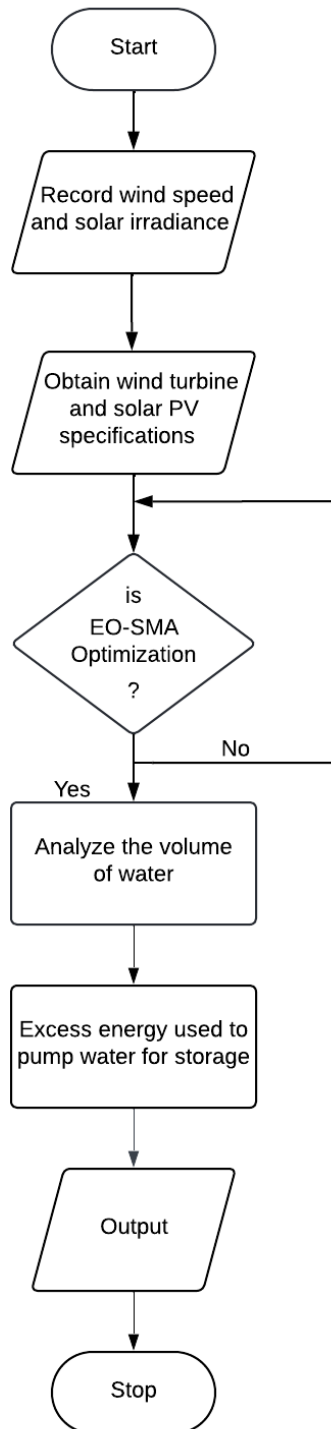 Start
Record wind speed
and solar irradiance
Obtain wind turbine
and solar PV
specifications
is
EO-SMA
Optimization
?
No
Yes
Analyze the volume
of water
Excess energy used to
pump water for storage
Output
Stop